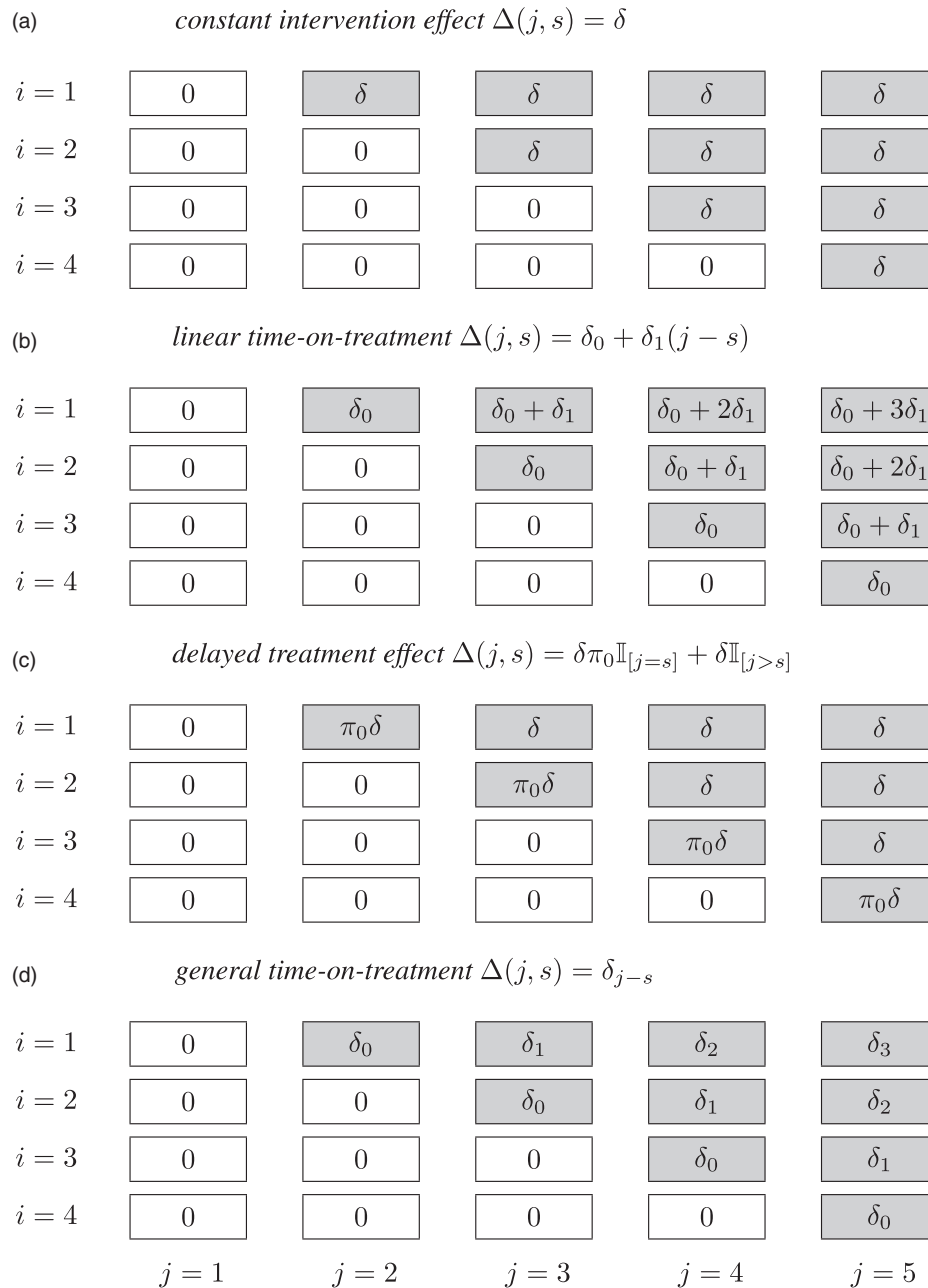 (a) constant intervention effect Δ(j, s) = δ
i = 1 0 δ δ δ δ
i = 2 0 0 δ δ δ
i = 3 0 0 0 δ δ
i = 4 0 0 0 0 δ
(b) linear time-on-treatment Δ(j, s) = δ₀ + δ₁(j − s)
i = 1 0 δ₀ δ₀ + δ₁ δ₀ + 2δ₁ δ₀ + 3δ₁
i = 2 0 0 δ₀ δ₀ + δ₁ δ₀ + 2δ₁
i = 3 0 0 0 δ₀ δ₀ + δ₁
i = 4 0 0 0 0 δ₀
(c) delayed treatment effect Δ(j, s) = δπ₀𝕀[j=s] + δ𝕀[j>s]
i = 1 0 π₀δ δ δ δ
i = 2 0 0 π₀δ δ δ
i = 3 0 0 0 π₀δ δ
i = 4 0 0 0 0 π₀δ
(d) general time-on-treatment Δ(j, s) = δⱼ₋ₛ
i = 1 0 δ₀ δ₁ δ₂ δ₃
i = 2 0 0 δ₀ δ₁ δ₂
i = 3 0 0 0 δ₀ δ₁
i = 4 0 0 0 0 δ₀
j = 1 j = 2 j = 3 j = 4 j = 5